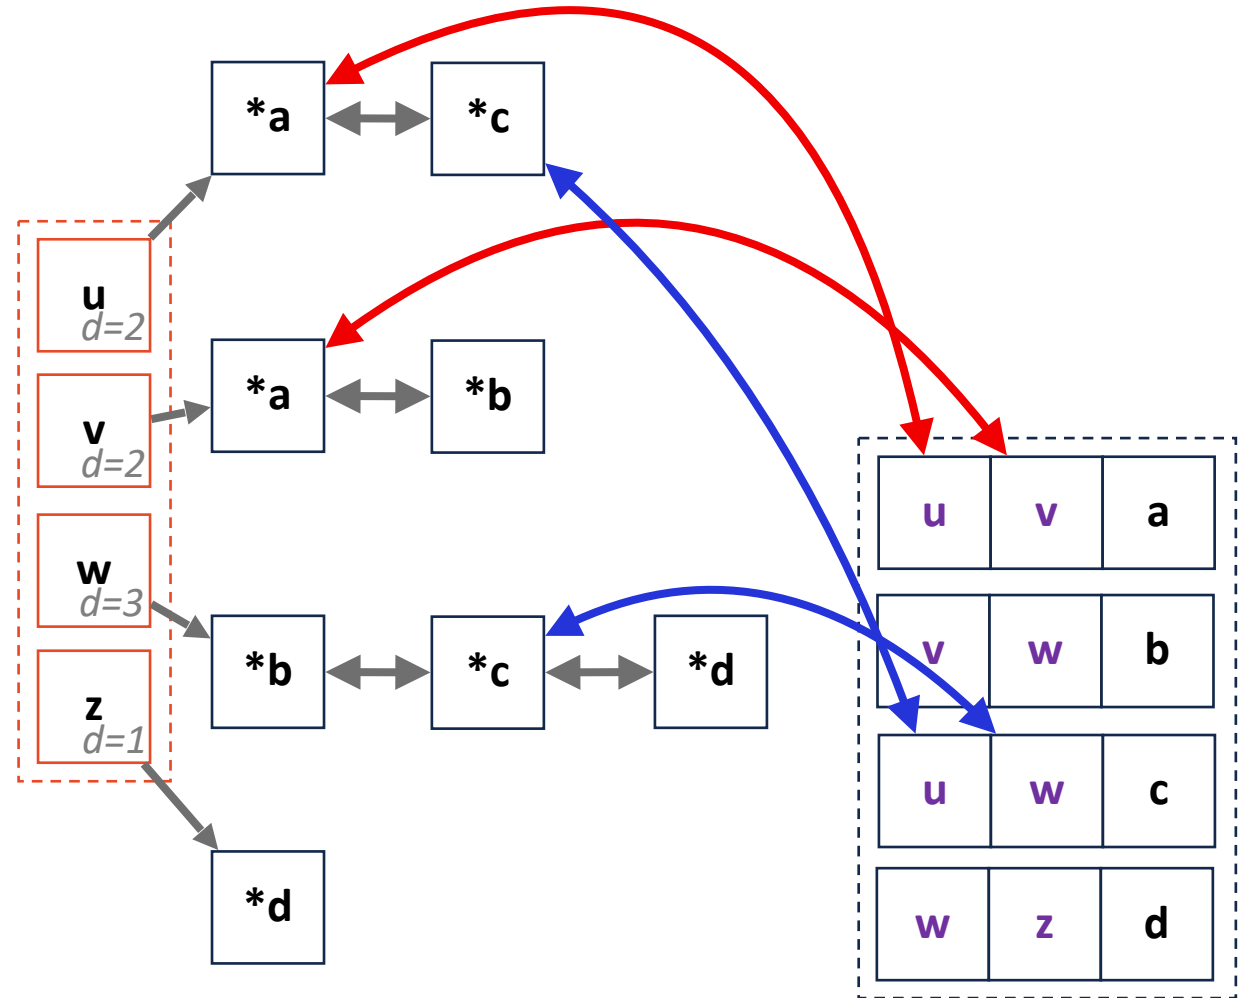 *a *c
u
d=2
v
d=2
*a *b
w
d=3
z
d=1
*b *c *d
*d
u v a
v w b
u w c
w z d